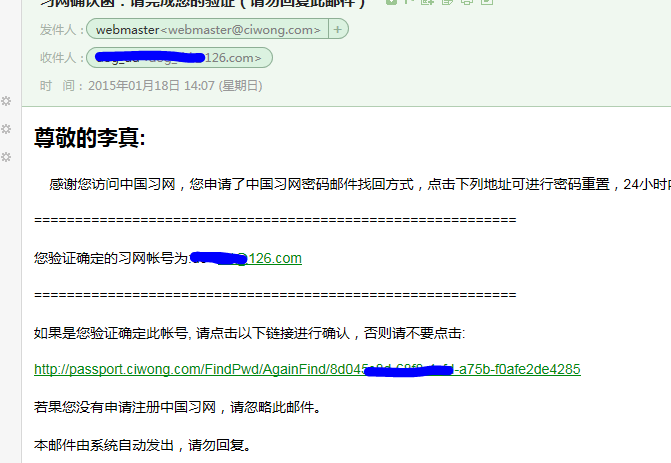 习网确认函：请完成您的验证（请勿回复此邮件）
发件人：webmaster<webmaster@ciwong.com> +
收件人：126.com>
时 间：2015年01月18日 14:07 (星期日)
尊敬的李真:
感谢您访问中国习网，您申请了中国习网密码邮件找回方式，点击下列地址可进行密码重置，24小时
============================================================
您验证确定的习网帐号为:@126.com
============================================================
如果是您验证确定此帐号, 请点击以下链接进行确认，否则请不要点击:
http://passport.ciwong.com/FindPwd/AgainFind/8d045-a75b-f0afe2de4285
若果您没有申请注册中国习网，请忽略此邮件。
本邮件由系统自动发出，请勿回复。